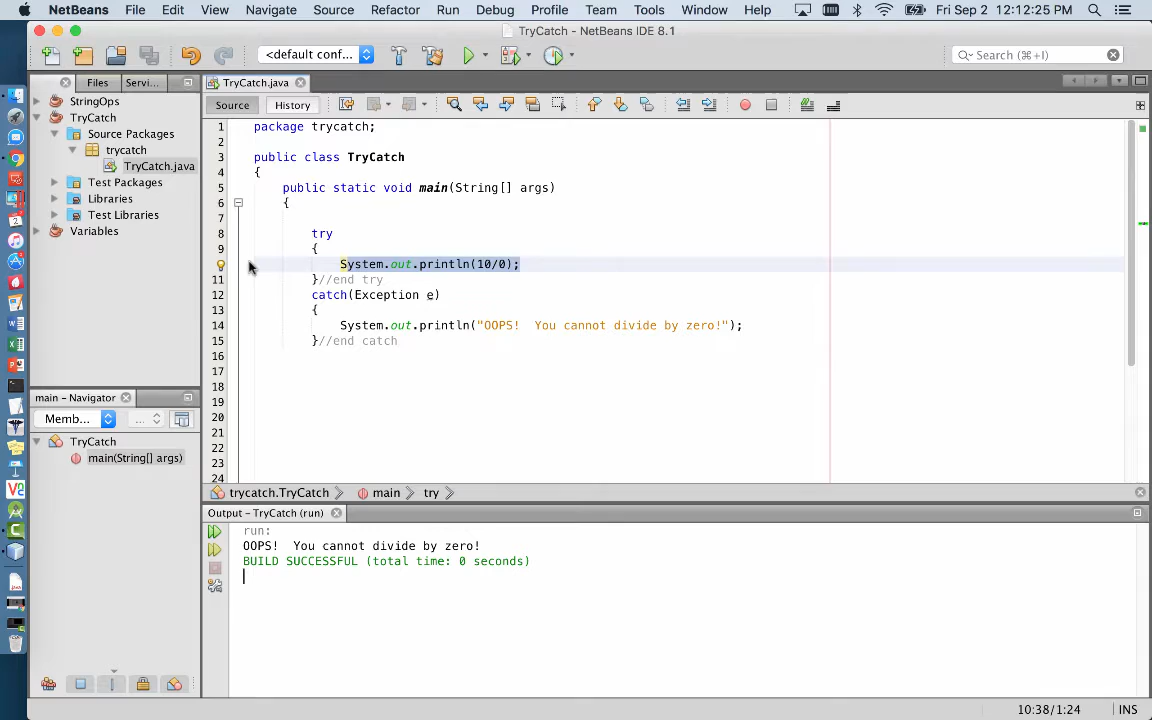 NetBeans File Edit View Navigate Source Refactor Run Debug Profile Team Tools Window Help Fri Sep 2 12:12:25 PM
TryCatch - NetBeans IDE 8.1
<default conf... Search (⌘+I)
Files Servi... TryCatch.java
Source History
StringOps
TryCatch
Source Packages
trycatch
TryCatch.java
Test Packages
Libraries
Test Libraries
Variables
1 package trycatch;
2
3 public class TryCatch
4 {
5 public static void main(String[] args)
6 {
7
8 try
9 {
System.out.println(10/0);
11 }//end try
12 catch(Exception e)
13 {
14 System.out.println("OOPS!  You cannot divide by zero!");
15 }//end catch
16
17
18
19
20
21
22
23
24
main - Navigator
Memb... ...
TryCatch
main(String[] args)
trycatch.TryCatch main try
Output - TryCatch (run)
run:
OOPS!  You cannot divide by zero!
BUILD SUCCESSFUL (total time: 0 seconds)
10:38/1:24 INS